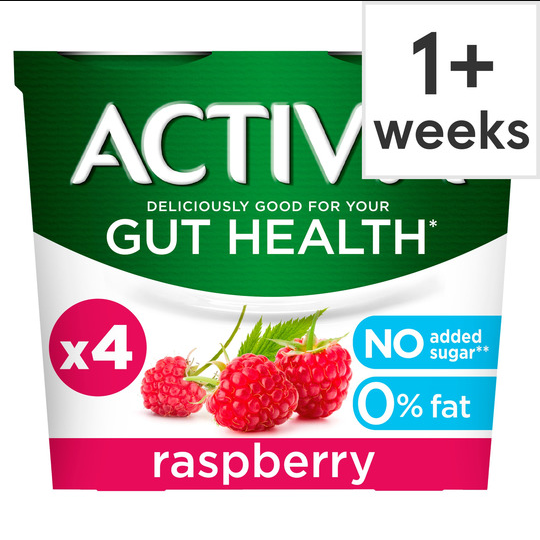 1+
weeks
ACTIV
DELICIOUSLY GOOD FOR YOUR
GUT HEALTH*
x4
NO added
sugar**
0% fat
raspberry